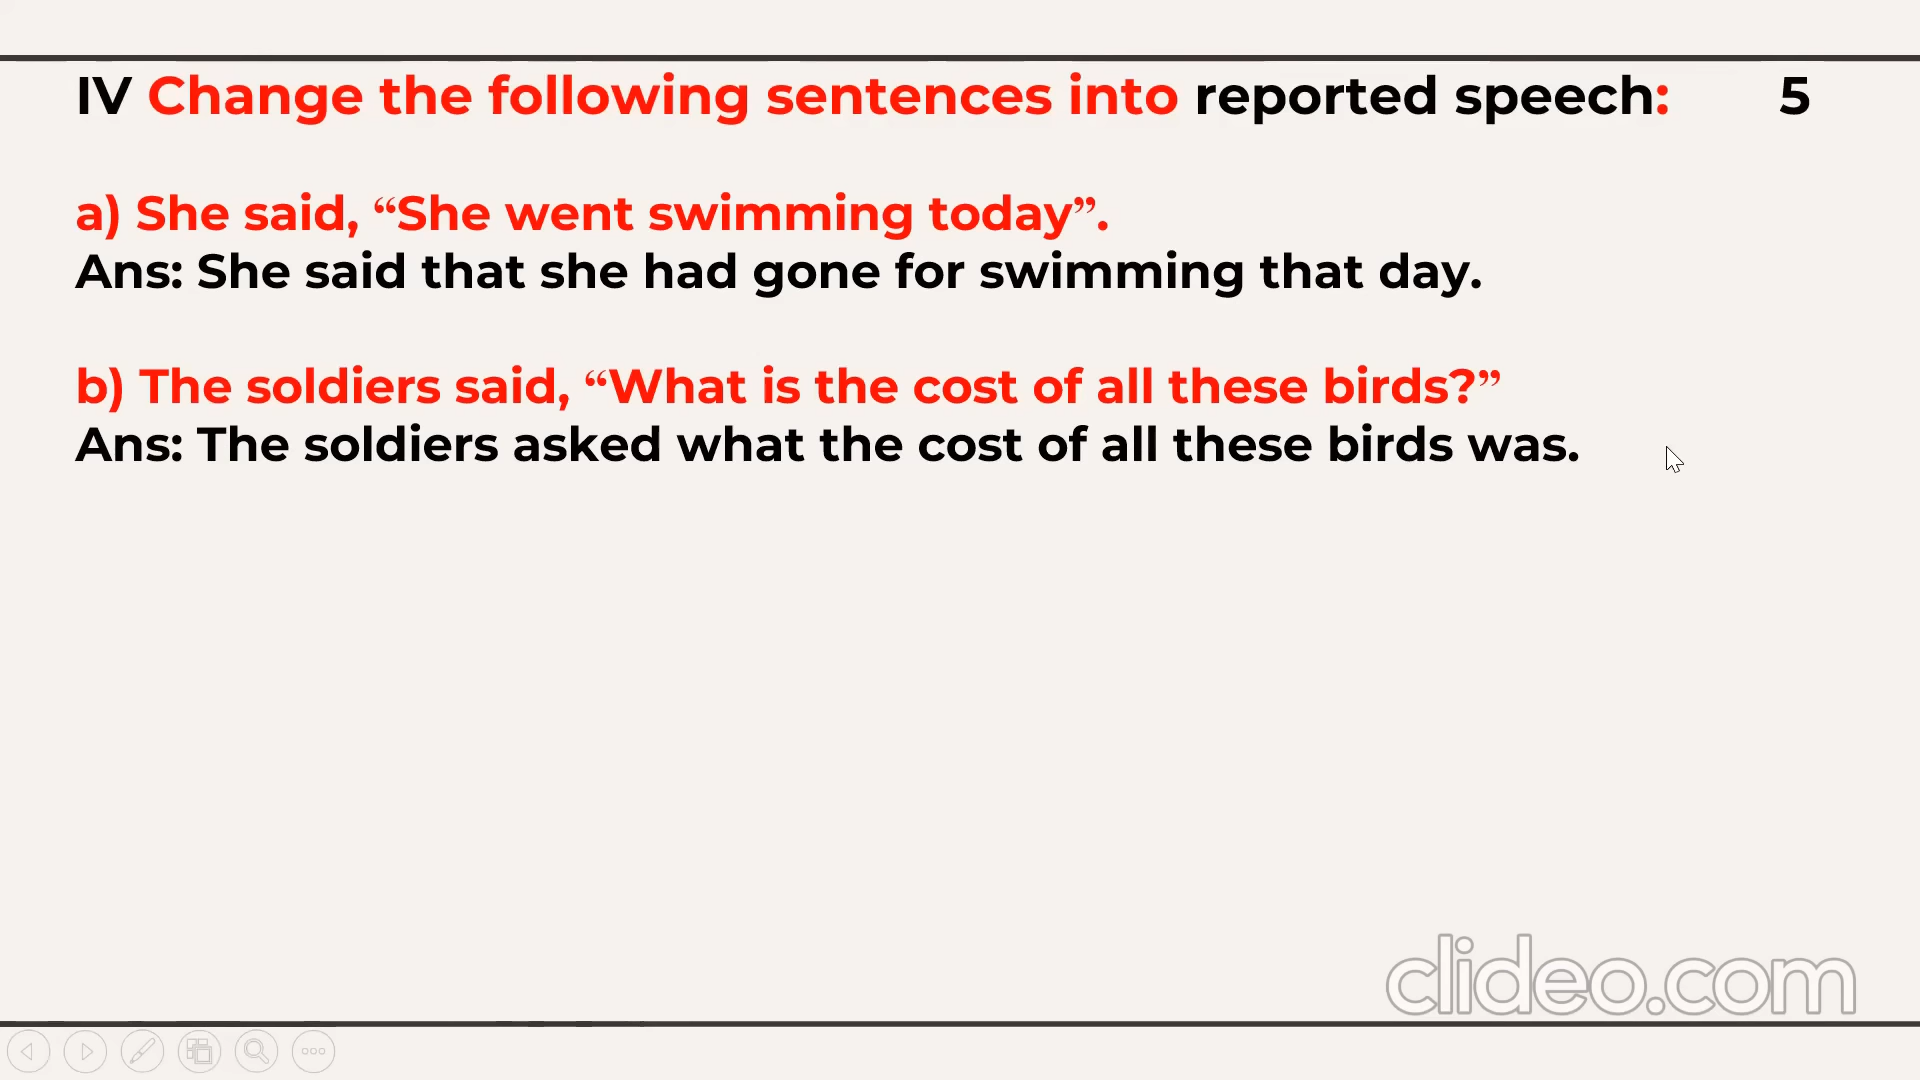 IV Change the following sentences into reported speech: 5
a) She said, “She went swimming today”.
Ans: She said that she had gone for swimming that day.
b) The soldiers said, “What is the cost of all these birds?”
Ans: The soldiers asked what the cost of all these birds was.
clideo.com